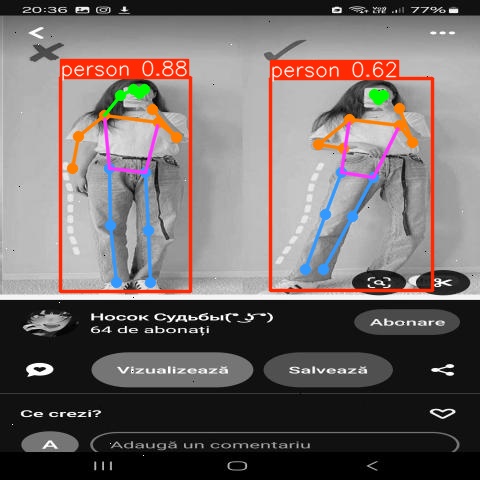 20:36
77%
person 0.88
person 0.62
Носок Судьбы(͡° ͜ʖ ͡°)
64 de abonați
Abonare
Vizualizează
Salvează
Ce crezi?
A
Adaugă un comentariu